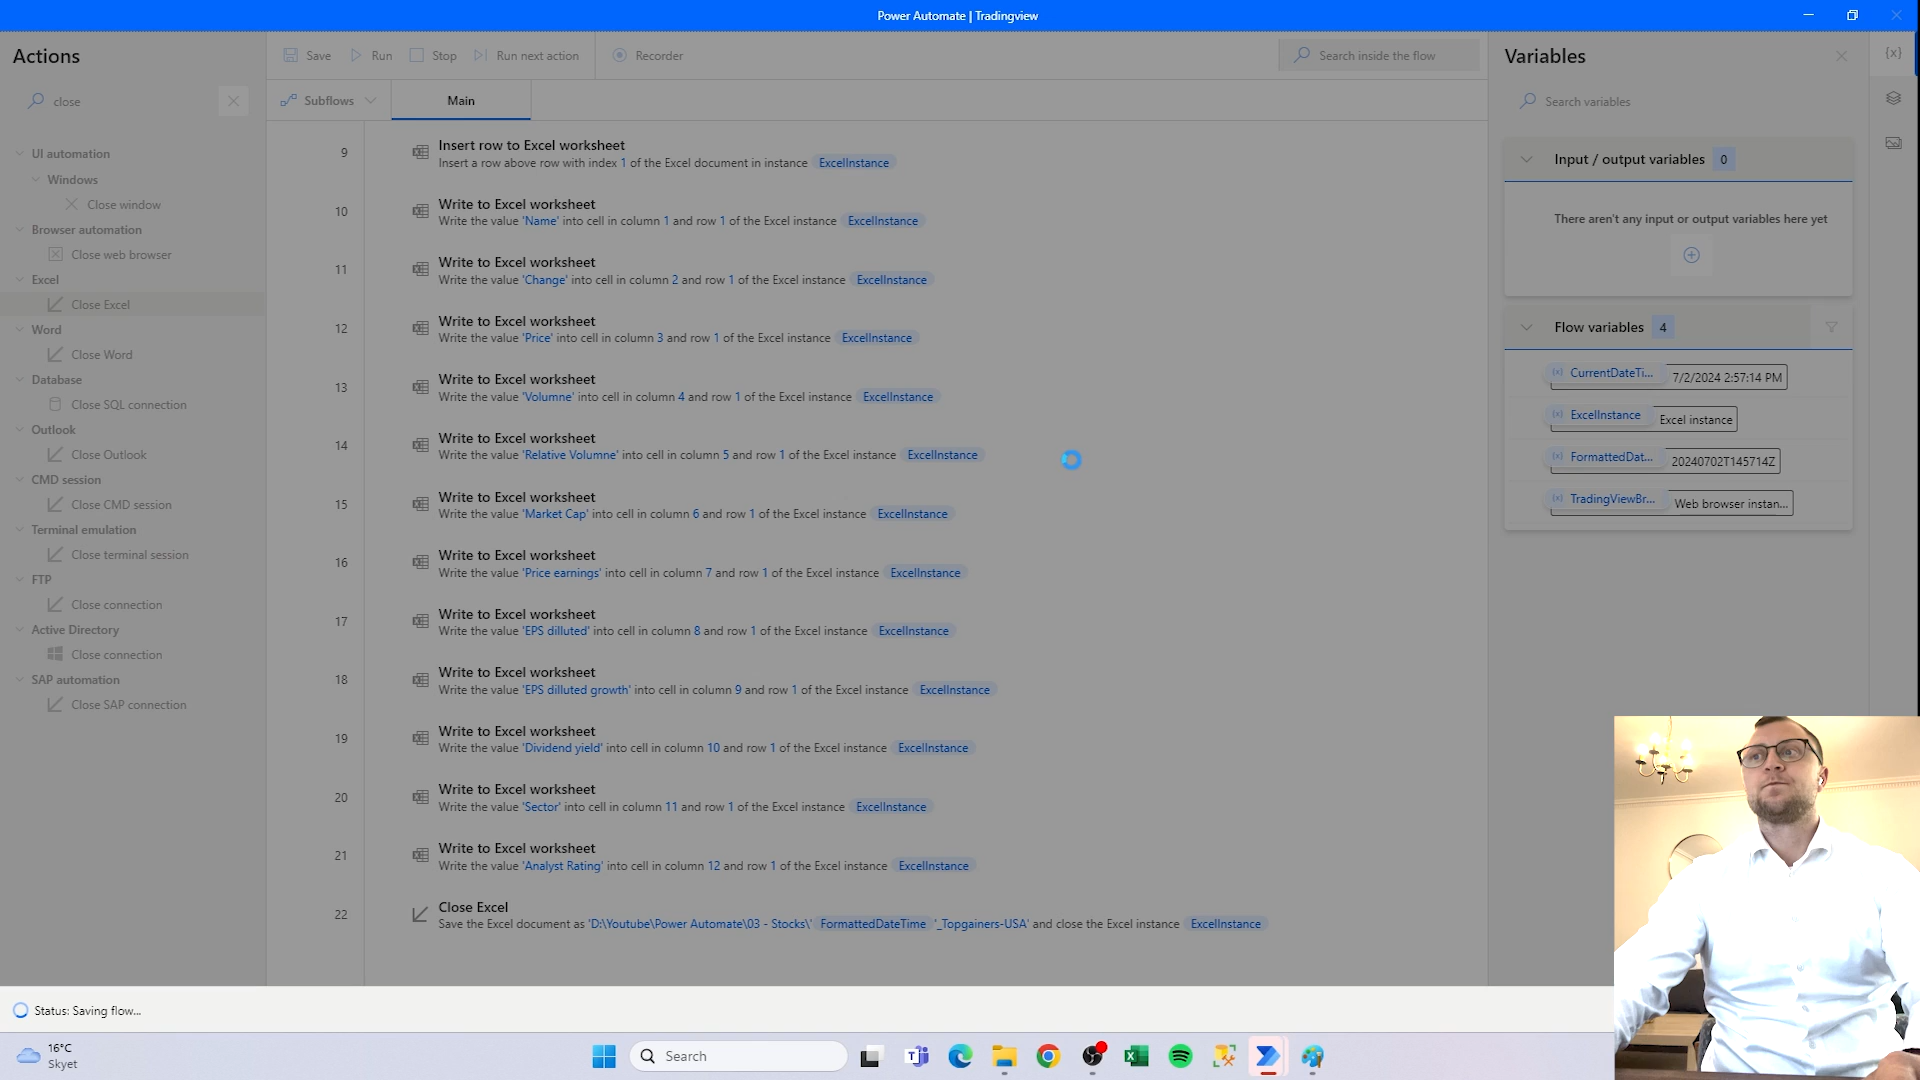 Power Automate | Tradingview
Actions
Save
Run
Stop
Run next action
Recorder
Search inside the flow
Variables
{x}
close
Subflows
Main
Search variables
UI automation
Windows
Close window
Browser automation
Close web browser
Excel
Close Excel
Word
Close Word
Database
Close SQL connection
Outlook
Close Outlook
CMD session
Close CMD session
Terminal emulation
Close terminal session
FTP
Close connection
Active Directory
Close connection
SAP automation
Close SAP connection
9
Insert row to Excel worksheet
Insert a row above row with index 1 of the Excel document in instance ExcelInstance
10
Write to Excel worksheet
Write the value 'Name' into cell in column 1 and row 1 of the Excel instance ExcelInstance
11
Write to Excel worksheet
Write the value 'Change' into cell in column 2 and row 1 of the Excel instance ExcelInstance
12
Write to Excel worksheet
Write the value 'Price' into cell in column 3 and row 1 of the Excel instance ExcelInstance
13
Write to Excel worksheet
Write the value 'Volumne' into cell in column 4 and row 1 of the Excel instance ExcelInstance
14
Write to Excel worksheet
Write the value 'Relative Volumne' into cell in column 5 and row 1 of the Excel instance ExcelInstance
15
Write to Excel worksheet
Write the value 'Market Cap' into cell in column 6 and row 1 of the Excel instance ExcelInstance
16
Write to Excel worksheet
Write the value 'Price earnings' into cell in column 7 and row 1 of the Excel instance ExcelInstance
17
Write to Excel worksheet
Write the value 'EPS dilluted' into cell in column 8 and row 1 of the Excel instance ExcelInstance
18
Write to Excel worksheet
Write the value 'EPS dilluted growth' into cell in column 9 and row 1 of the Excel instance ExcelInstance
19
Write to Excel worksheet
Write the value 'Dividend yield' into cell in column 10 and row 1 of the Excel instance ExcelInstance
20
Write to Excel worksheet
Write the value 'Sector' into cell in column 11 and row 1 of the Excel instance ExcelInstance
21
Write to Excel worksheet
Write the value 'Analyst Rating' into cell in column 12 and row 1 of the Excel instance ExcelInstance
22
Close Excel
Save the Excel document as 'D:\Youtube\Power Automate\03 - Stocks\' FormattedDateTime '_Topgainers-USA' and close the Excel instance ExcelInstance
Input / output variables 0
There aren't any input or output variables here yet
Flow variables 4
(x) CurrentDateTi... 7/2/2024 2:57:14 PM
(x) ExcelInstance Excel instance
(x) FormattedDat... 20240702T145714Z
(x) TradingViewBr... Web browser instan...
Status: Saving flow...
16°C
Skyet
Search